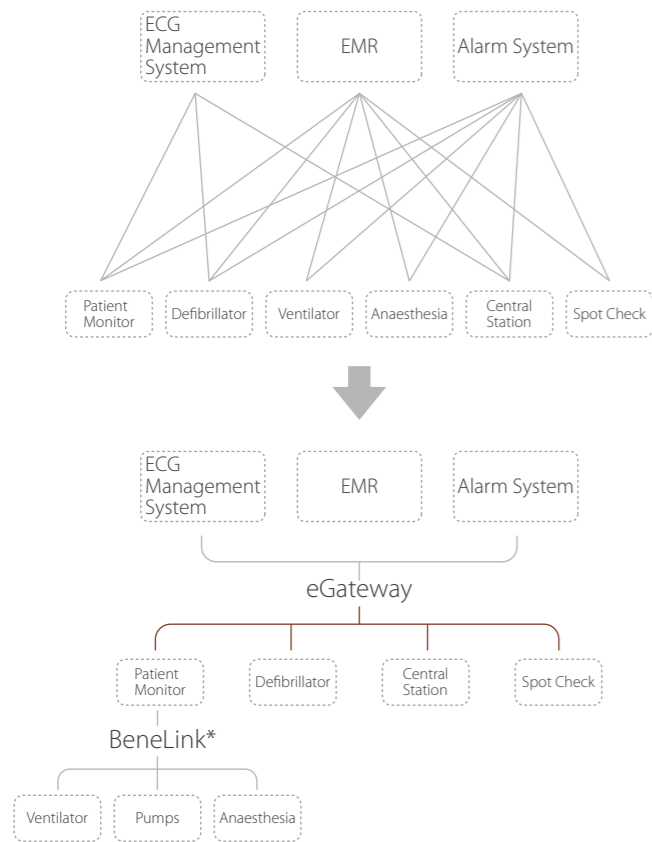 ECG
Management
System
EMR
Alarm System
Patient
Monitor
Defibrillator
Ventilator
Anaesthesia
Central
Station
Spot Check
ECG
Management
System
EMR
Alarm System
eGateway
Patient
Monitor
Defibrillator
Central
Station
Spot Check
BeneLink*
Ventilator
Pumps
Anaesthesia